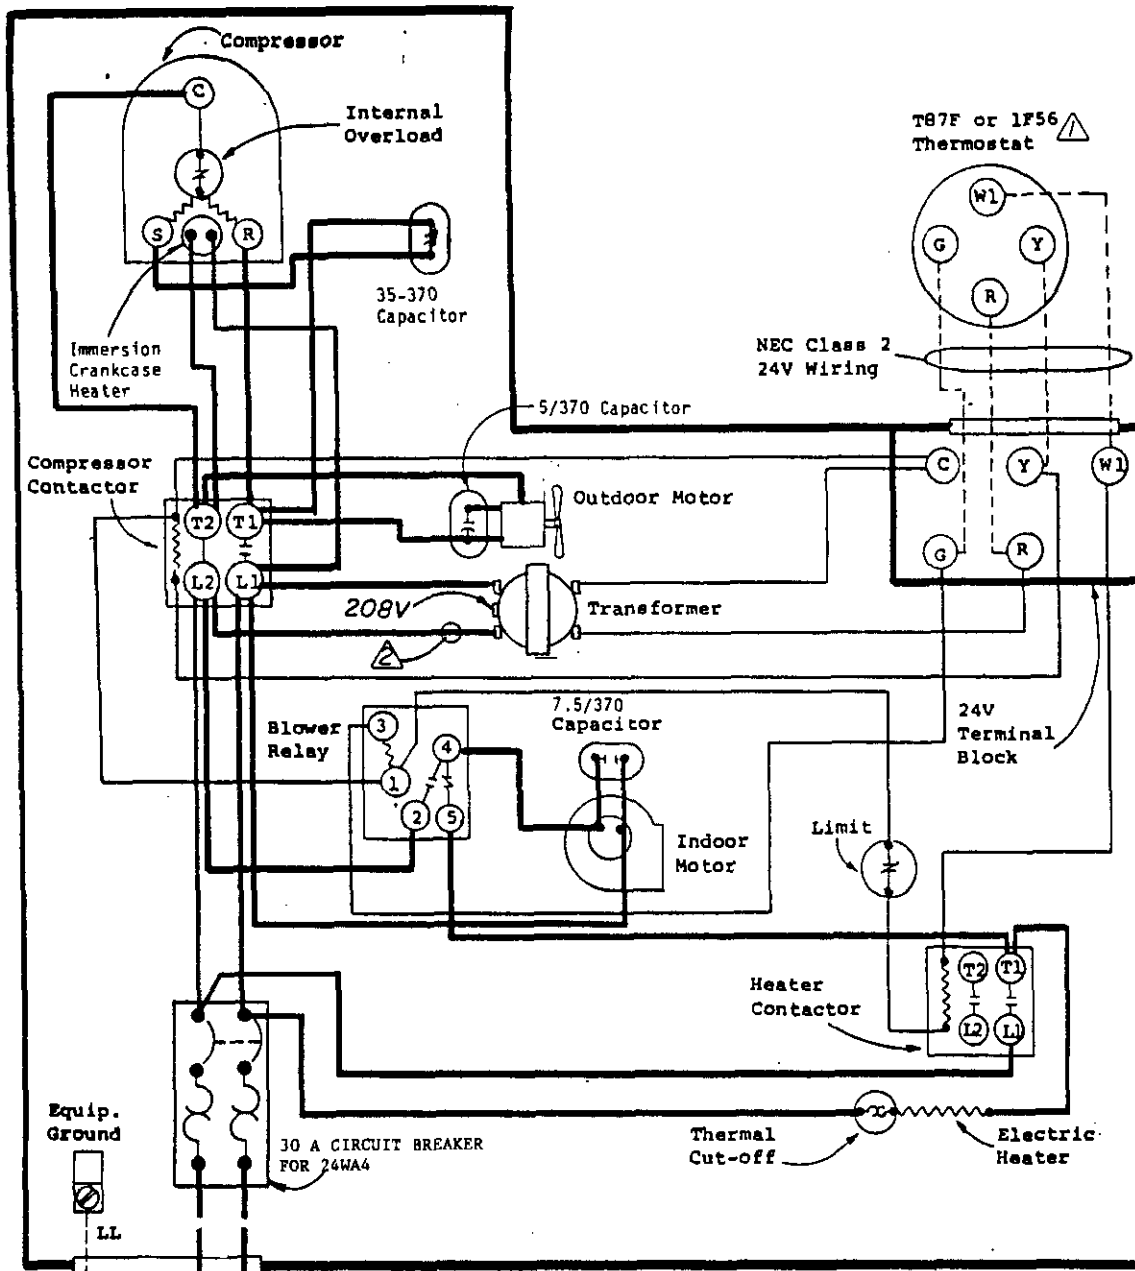 Compressor
C
Internal
Overload
S
R
35-370
Capacitor
Immersion
Crankcase
Heater
T87F or 1F56
1
Thermostat
W1
G
Y
R
NEC Class 2
24V Wiring
5/370 Capacitor
Compressor
Contactor
T2
T1
Outdoor Motor
C
Y
W1
G
R
L2
L1
208V
Transformer
2
7.5/370
Capacitor
Blower
Relay
3
4
1
2
5
24V
Terminal
Block
Limit
Indoor
Motor
Heater
Contactor
T2
T1
L2
L1
Equip.
Ground
30 A CIRCUIT BREAKER
FOR 24WA4
Thermal
Cut-off
Electric
Heater
LL